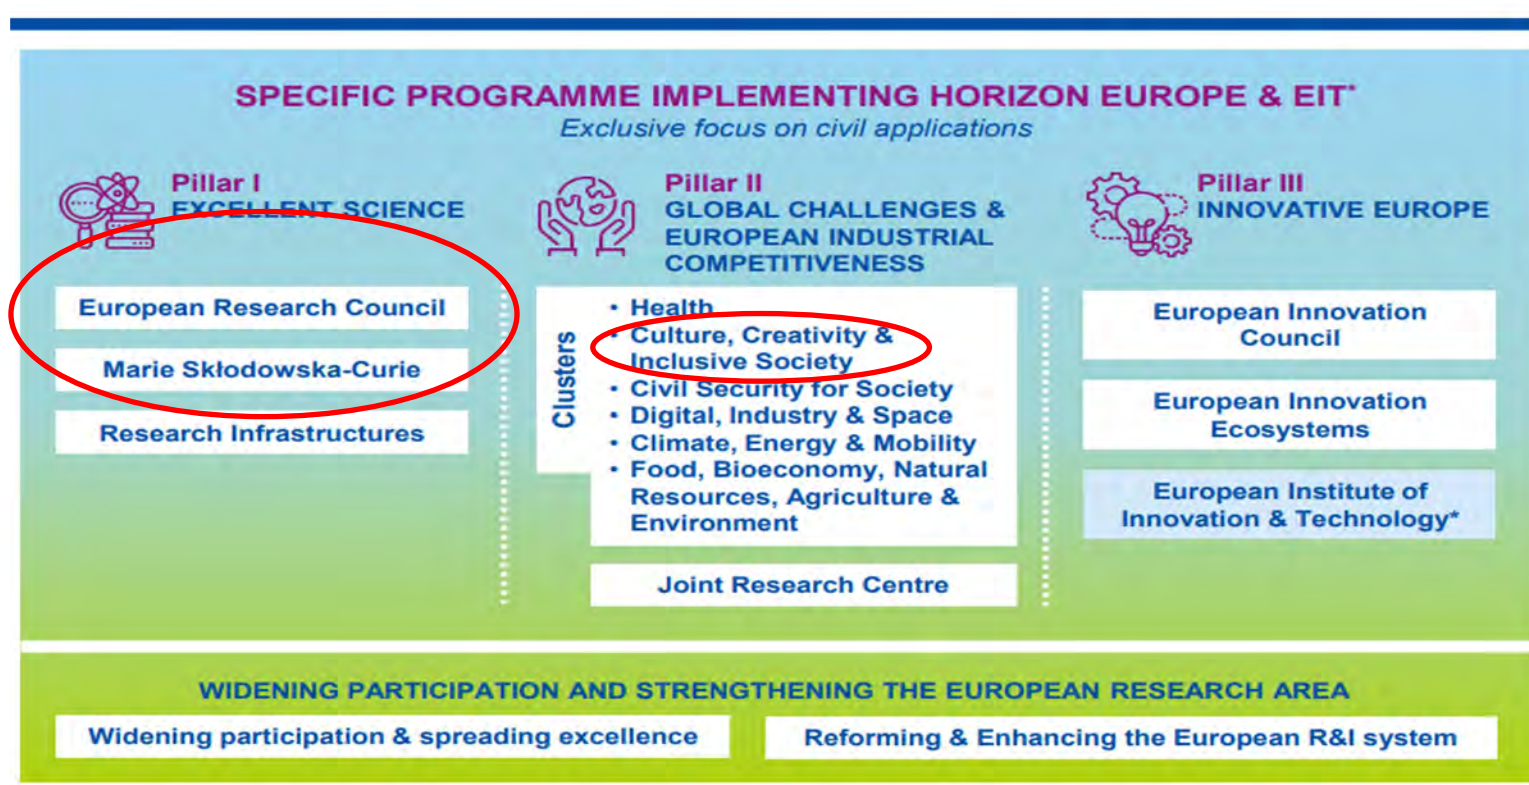 SPECIFIC PROGRAMME IMPLEMENTING HORIZON EUROPE & EIT*
Exclusive focus on civil applications
Pillar I
EXCELLENT SCIENCE
European Research Council
Marie Skłodowska-Curie
Research Infrastructures
Pillar II
GLOBAL CHALLENGES &
EUROPEAN INDUSTRIAL
COMPETITIVENESS
Clusters
• Health
• Culture, Creativity &
Inclusive Society
• Civil Security for Society
• Digital, Industry & Space
• Climate, Energy & Mobility
• Food, Bioeconomy, Natural
Resources, Agriculture &
Environment
Joint Research Centre
Pillar III
INNOVATIVE EUROPE
European Innovation
Council
European Innovation
Ecosystems
European Institute of
Innovation & Technology*
WIDENING PARTICIPATION AND STRENGTHENING THE EUROPEAN RESEARCH AREA
Widening participation & spreading excellence
Reforming & Enhancing the European R&I system